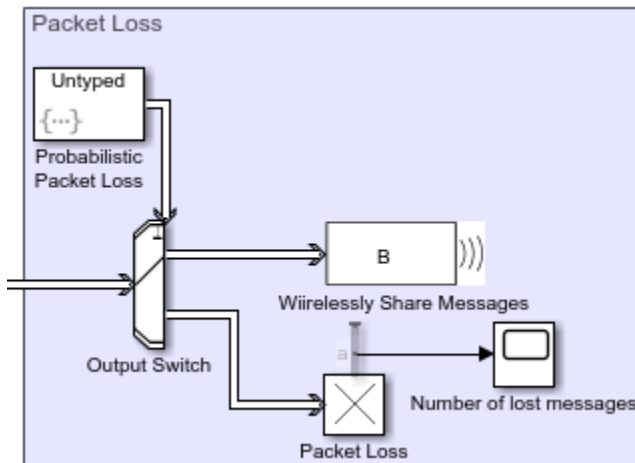 Packet Loss
Untyped
{...}
Probabilistic
Packet Loss
B
Wiirelessly Share Messages
Output Switch
a
Number of lost messages
Packet Loss